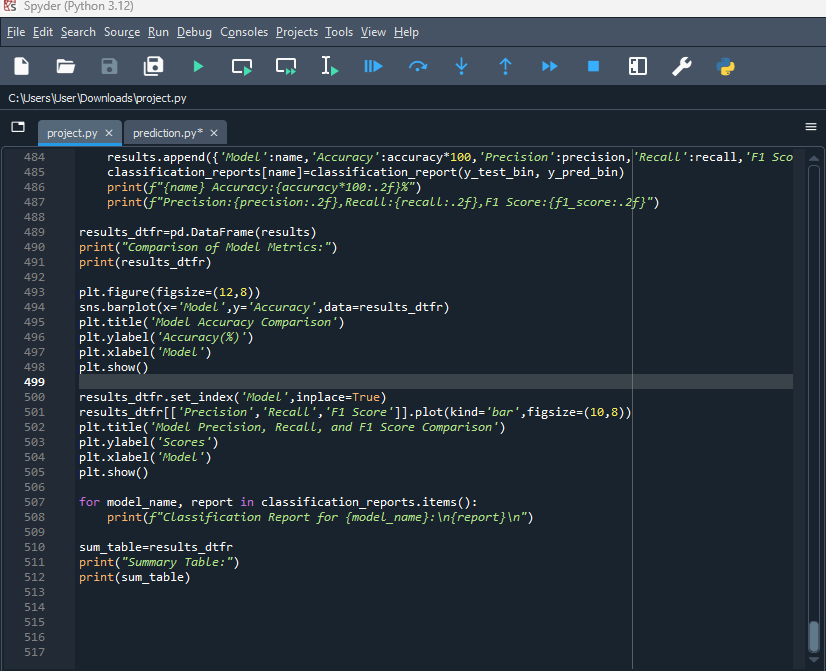 Spyder (Python 3.12)
File Edit Search Source Run Debug Consoles Projects Tools View Help
C:\Users\User\Downloads\project.py
project.py prediction.py*
484 results.append({'Model':name,'Accuracy':accuracy*100,'Precision':precision,'Recall':recall,'F1 Sco
485 classification_reports[name]=classification_report(y_test_bin, y_pred_bin)
486 print(f"{name} Accuracy:{accuracy*100:.2f}%")
487 print(f"Precision:{precision:.2f},Recall:{recall:.2f},F1 Score:{f1_score:.2f}")
488
489 results_dtfr=pd.DataFrame(results)
490 print("Comparison of Model Metrics:")
491 print(results_dtfr)
492
493 plt.figure(figsize=(12,8))
494 sns.barplot(x='Model',y='Accuracy',data=results_dtfr)
495 plt.title('Model Accuracy Comparison')
496 plt.ylabel('Accuracy(%)')
497 plt.xlabel('Model')
498 plt.show()
499
500 results_dtfr.set_index('Model',inplace=True)
501 results_dtfr[['Precision','Recall','F1 Score']].plot(kind='bar',figsize=(10,8))
502 plt.title('Model Precision, Recall, and F1 Score Comparison')
503 plt.ylabel('Scores')
504 plt.xlabel('Model')
505 plt.show()
506
507 for model_name, report in classification_reports.items():
508 print(f"Classification Report for {model_name}:\n{report}\n")
509
510 sum_table=results_dtfr
511 print("Summary Table:")
512 print(sum_table)
513
514
515
516
517